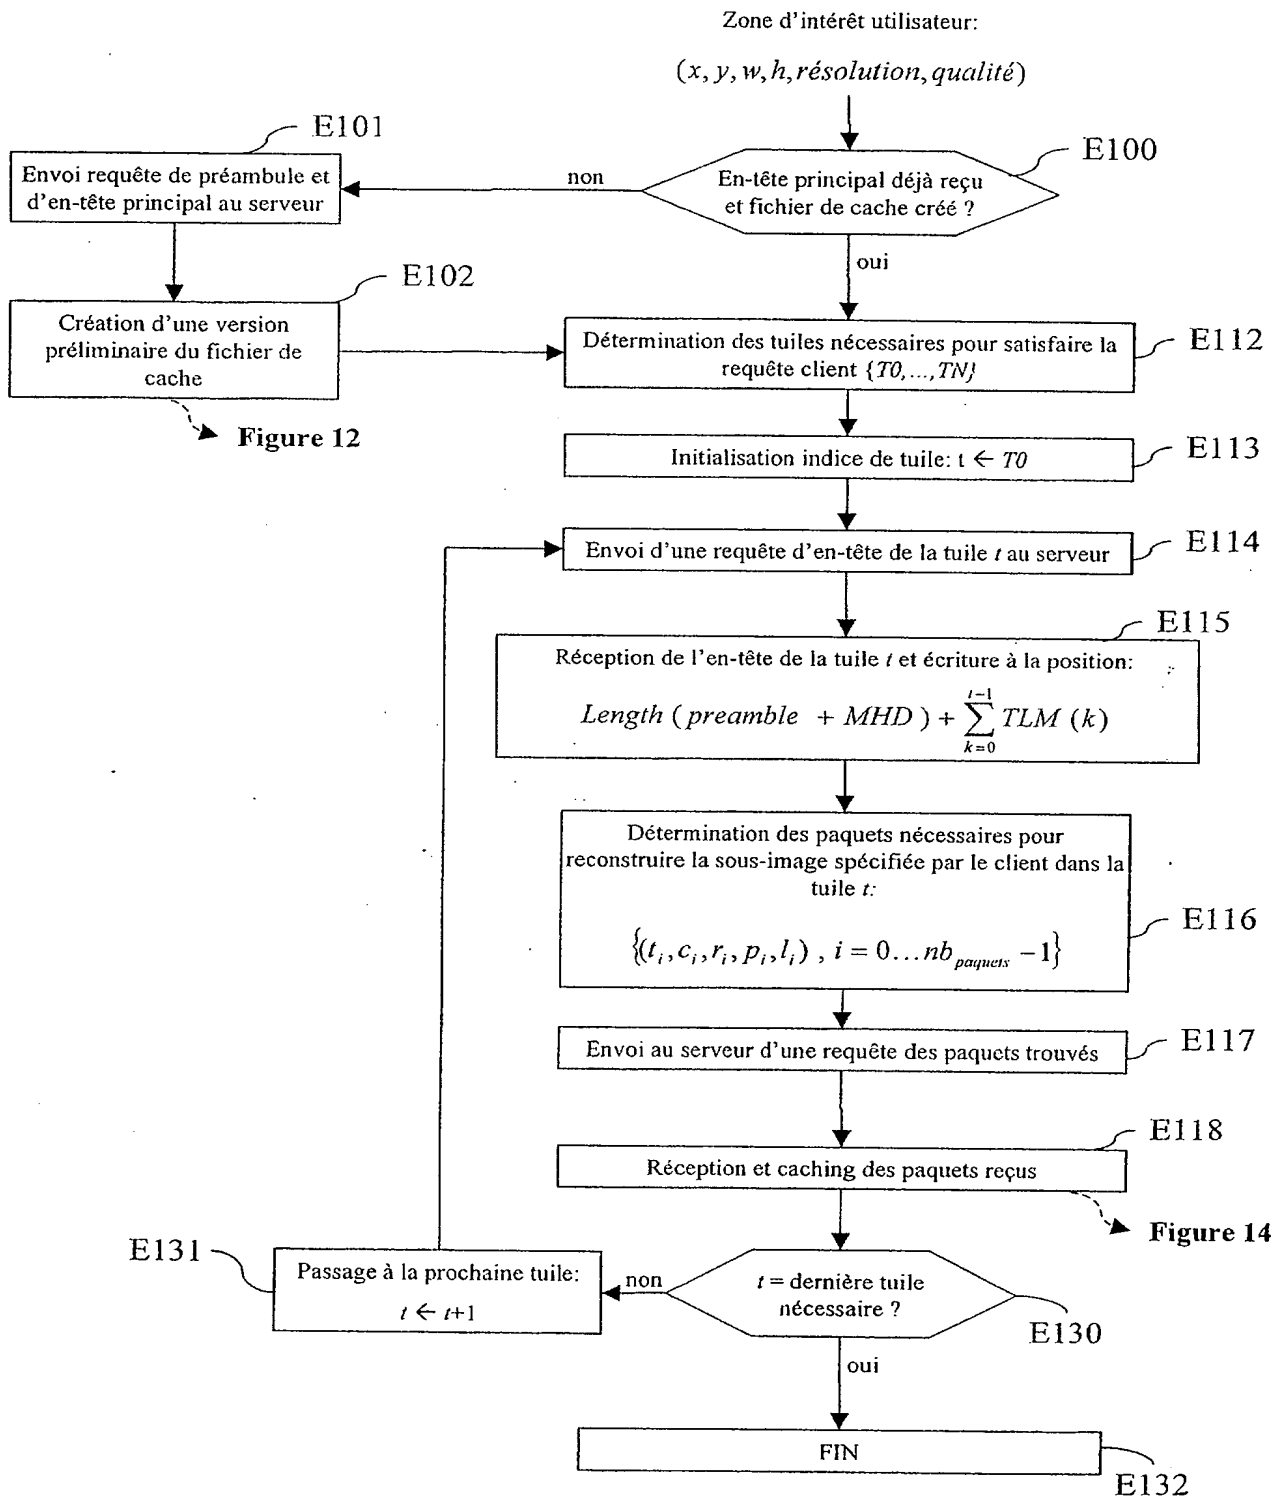 Zone d'intérêt utilisateur:
(x, y, w, h, résolution, qualité)
E101
E100
Envoi requête de préambule et
d'en-tête principal au serveur
non
En-tête principal déjà reçu
et fichier de cache créé ?
oui
E102
Création d'une version
préliminaire du fichier de
cache
Figure 12
Détermination des tuiles nécessaires pour satisfaire la
requête client {T0,...,TN}
E112
Initialisation indice de tuile: t ← T0
E113
Envoi d'une requête d'en-tête de la tuile t au serveur
E114
E115
Réception de l'en-tête de la tuile t et écriture à la position:
Length ( preamble + MHD ) + \sum_{k=0}^{t-1} TLM (k)
Détermination des paquets nécessaires pour
reconstruire la sous-image spécifiée par le client dans la
tuile t:
{(t_i, c_i, r_i, p_i, l_i) , i = 0...nb_{paquets} -1}
E116
Envoi au serveur d'une requête des paquets trouvés
E117
E118
Réception et caching des paquets reçus
Figure 14
E131
Passage à la prochaine tuile:
t ← t+1
non
t = dernière tuile
nécessaire ?
E130
oui
FIN
E132